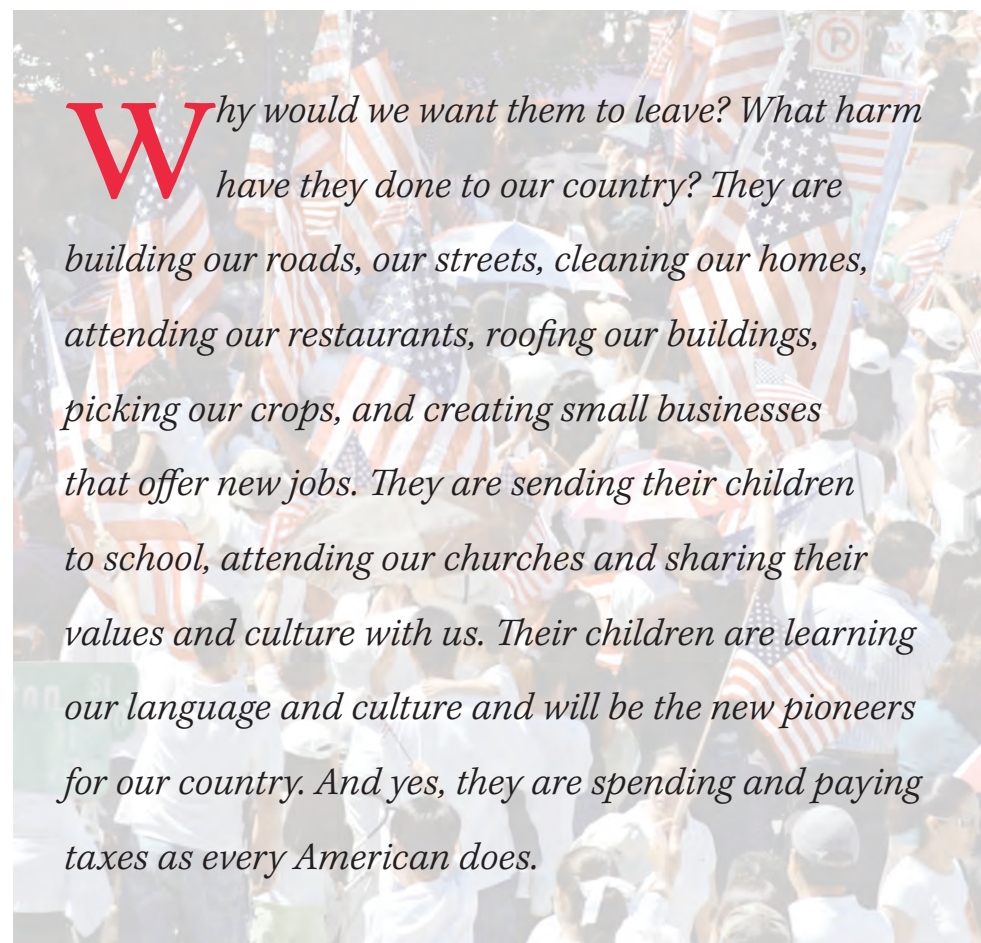 Why would we want them to leave? What harm
have they done to our country? They are
building our roads, our streets, cleaning our homes,
attending our restaurants, roofing our buildings,
picking our crops, and creating small businesses
that offer new jobs. They are sending their children
to school, attending our churches and sharing their
values and culture with us. Their children are learning
our language and culture and will be the new pioneers
for our country. And yes, they are spending and paying
taxes as every American does.